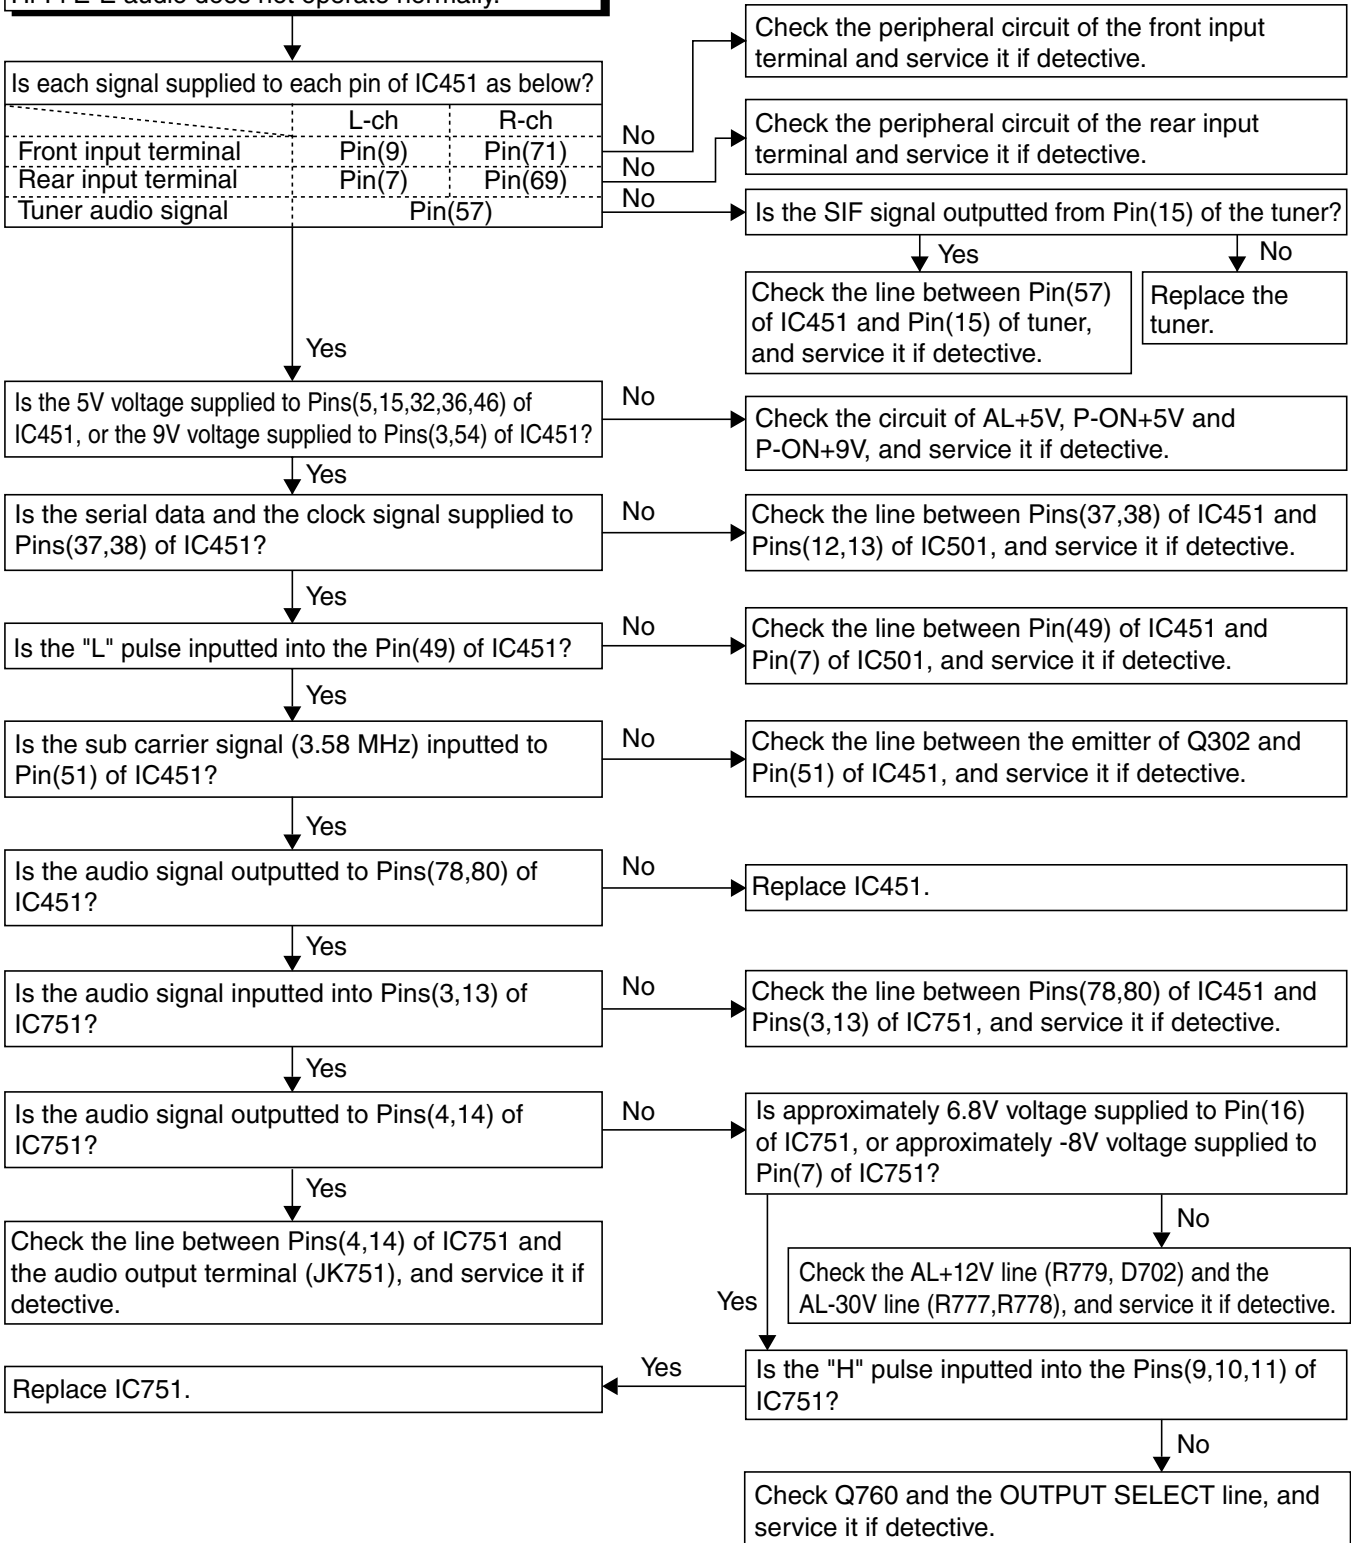 audio does not operate normally.
Is each signal supplied to each pin of IC451 as below?
L-ch R-ch
Front input terminal Pin(9) Pin(71)
Rear input terminal Pin(7) Pin(69)
Tuner audio signal Pin(57)
No
No
No
Check the peripheral circuit of the front input
terminal and service it if detective.
Check the peripheral circuit of the rear input
terminal and service it if detective.
Is the SIF signal outputted from Pin(15) of the tuner?
Yes
No
Check the line between Pin(57)
of IC451 and Pin(15) of tuner,
and service it if detective.
Replace the
tuner.
Yes
Is the 5V voltage supplied to Pins(5,15,32,36,46) of
IC451, or the 9V voltage supplied to Pins(3,54) of IC451?
No
Check the circuit of AL+5V, P-ON+5V and
P-ON+9V, and service it if detective.
Yes
Is the serial data and the clock signal supplied to
Pins(37,38) of IC451?
No
Check the line between Pins(37,38) of IC451 and
Pins(12,13) of IC501, and service it if detective.
Yes
Is the "L" pulse inputted into the Pin(49) of IC451?
No
Check the line between Pin(49) of IC451 and
Pin(7) of IC501, and service it if detective.
Yes
Is the sub carrier signal (3.58 MHz) inputted to
Pin(51) of IC451?
No
Check the line between the emitter of Q302 and
Pin(51) of IC451, and service it if detective.
Yes
Is the audio signal outputted to Pins(78,80) of
IC451?
No
Replace IC451.
Yes
Is the audio signal inputted into Pins(3,13) of
IC751?
No
Check the line between Pins(78,80) of IC451 and
Pins(3,13) of IC751, and service it if detective.
Yes
Is the audio signal outputted to Pins(4,14) of
IC751?
No
Is approximately 6.8V voltage supplied to Pin(16)
of IC751, or approximately -8V voltage supplied to
Pin(7) of IC751?
Yes
Check the line between Pins(4,14) of IC751 and
the audio output terminal (JK751), and service it if
detective.
No
Check the AL+12V line (R779, D702) and the
AL-30V line (R777,R778), and service it if detective.
Yes
Is the "H" pulse inputted into the Pins(9,10,11) of
IC751?
Yes
Replace IC751.
No
Check Q760 and the OUTPUT SELECT line, and
service it if detective.